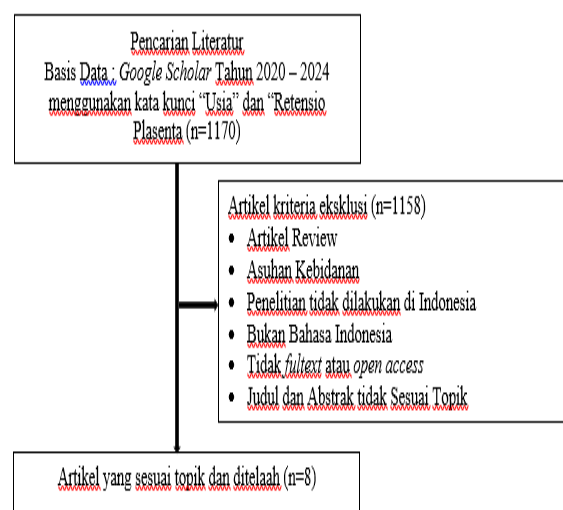 Pencarian Literatur
Basis Data : Google Scholar Tahun 2020 – 2024
menggunakan kata kunci “Usia” dan “Retensio
Plasenta (n=1170)
Artikel kriteria eksklusi (n=1158)
• Artikel Review
• Asuhan Kebidanan
• Penelitian tidak dilakukan di Indonesia
• Bukan Bahasa Indonesia
• Tidak fultext atau open access
• Judul dan Abstrak tidak Sesuai Topik
Artikel yang sesuai topik dan ditelaah (n=8)